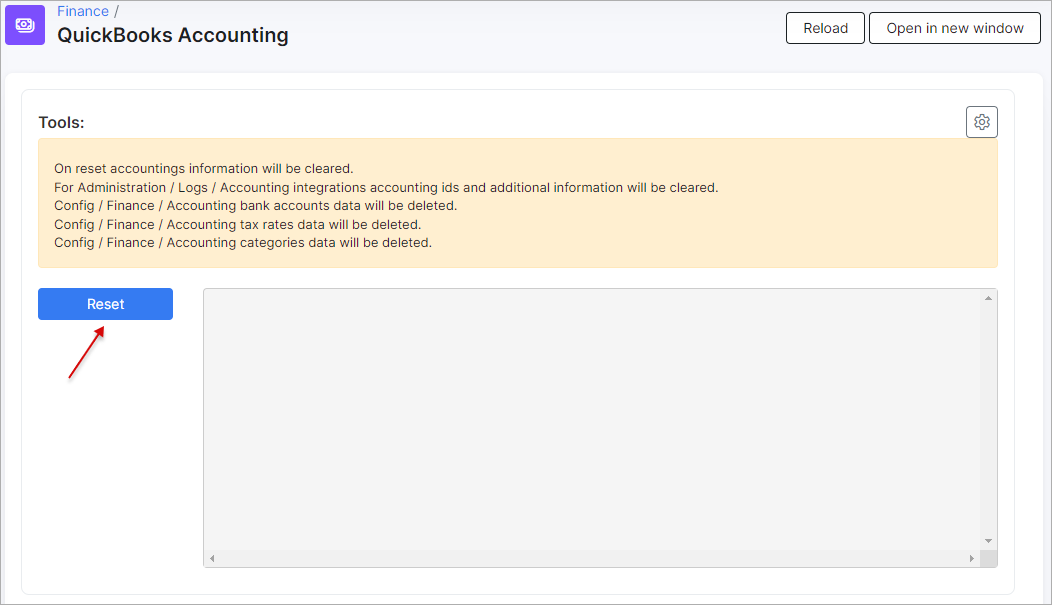 Finance /
QuickBooks Accounting
Reload
Open in new window
Tools:
On reset accountings information will be cleared.
For Administration / Logs / Accounting integrations accounting ids and additional information will be cleared.
Config / Finance / Accounting bank accounts data will be deleted.
Config / Finance / Accounting tax rates data will be deleted.
Config / Finance / Accounting categories data will be deleted.
Reset